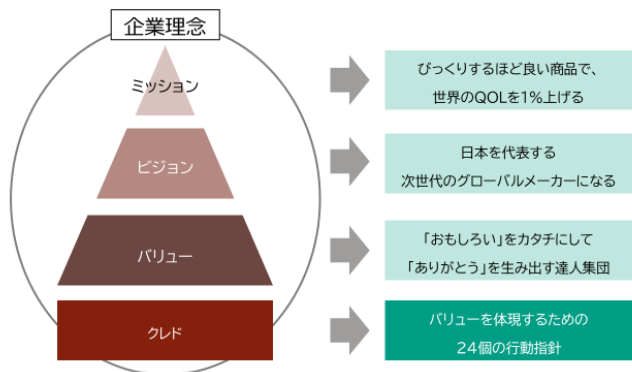 企業理念
ミッション
びっくりするほど良い商品で、
世界のQOLを1%上げる
ビジョン
日本を代表する
次世代のグローバルメーカーになる
バリュー
「おもしろい」をカタチにして
「ありがとう」を生み出す達人集団
クレド
バリューを体現するための
24個の行動指針